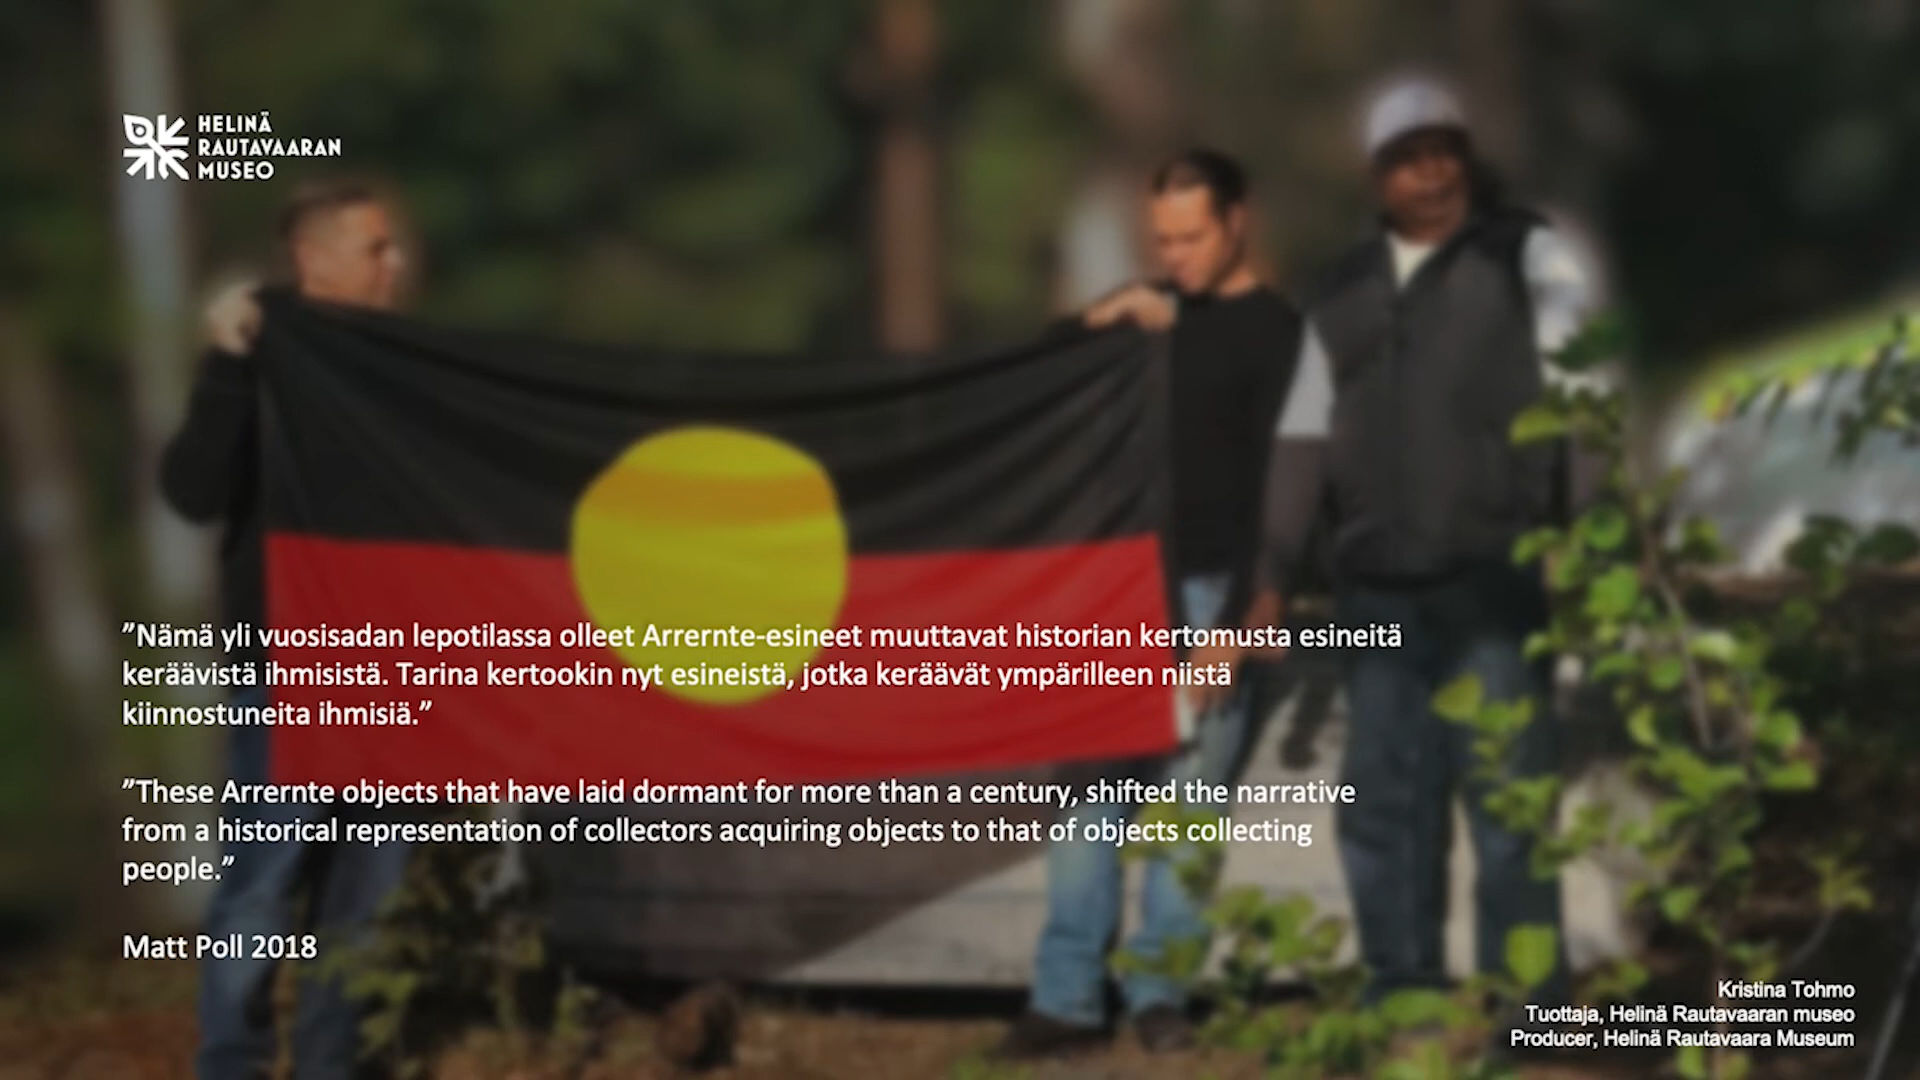 HELINÄ
RAUTAVAARAN
MUSEO
”Nämä yli vuosisadan lepotilassa olleet Arrernte-esineet muuttavat historian kertomusta esineitä
keräävistä ihmisistä. Tarina kertookin nyt esineistä, jotka keräävät ympärilleen niistä
kiinnostuneita ihmisiä.”
”These Arrernte objects that have laid dormant for more than a century, shifted the narrative
from a historical representation of collectors acquiring objects to that of objects collecting
people.”
Matt Poll 2018
Kristina Tohmo
Tuottaja, Helinä Rautavaaran museo
Producer, Helinä Rautavaara Museum